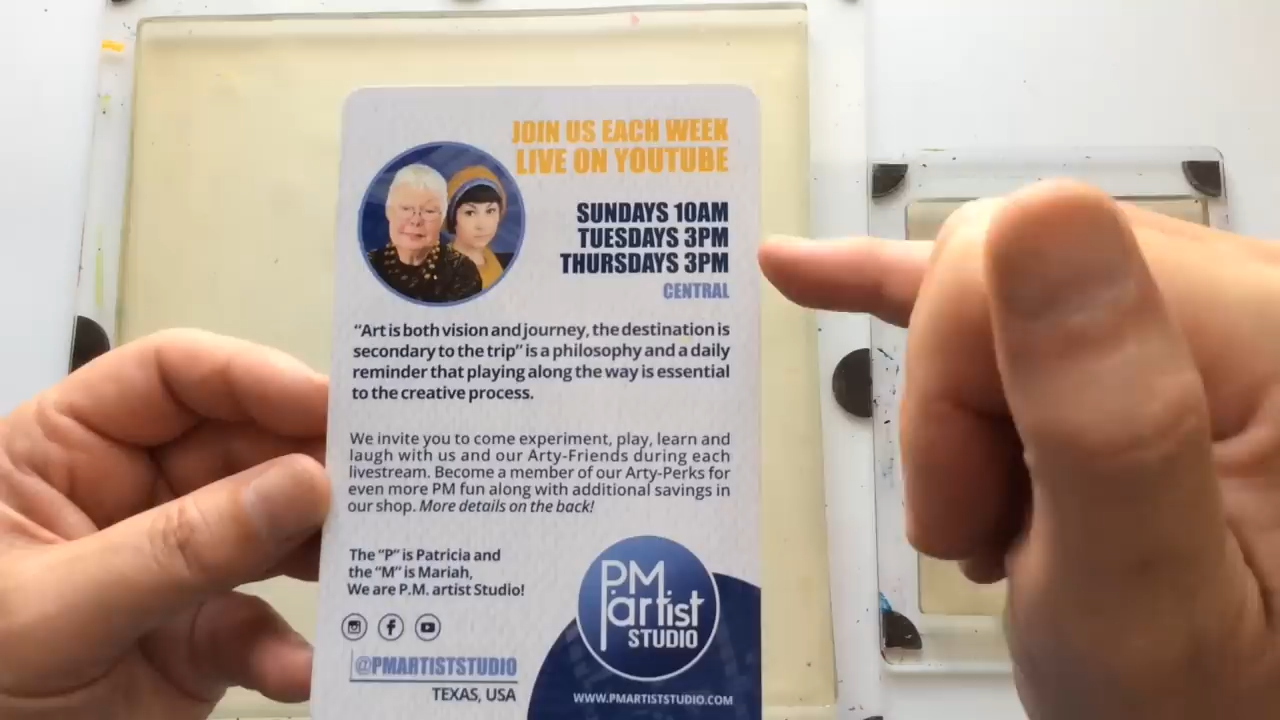 JOIN US EACH WEEK
LIVE ON YOUTUBE
SUNDAYS 10AM
TUESDAYS 3PM
THURSDAYS 3PM
CENTRAL
“Art is both vision and journey, the destination is
secondary to the trip” is a philosophy and a daily
reminder that playing along the way is essential
to the creative process.
We invite you to come experiment, play, learn and
laugh with us and our Arty-Friends during each
livestream. Become a member of our Arty-Perks for
even more PM fun along with additional savings in
our shop. More details on the back!
The “P” is Patricia and
the “M” is Mariah,
We are P.M. artist Studio!
@PMARTISTSTUDIO
TEXAS, USA
PM
artist
STUDIO
WWW.PMARTISTSTUDIO.COM